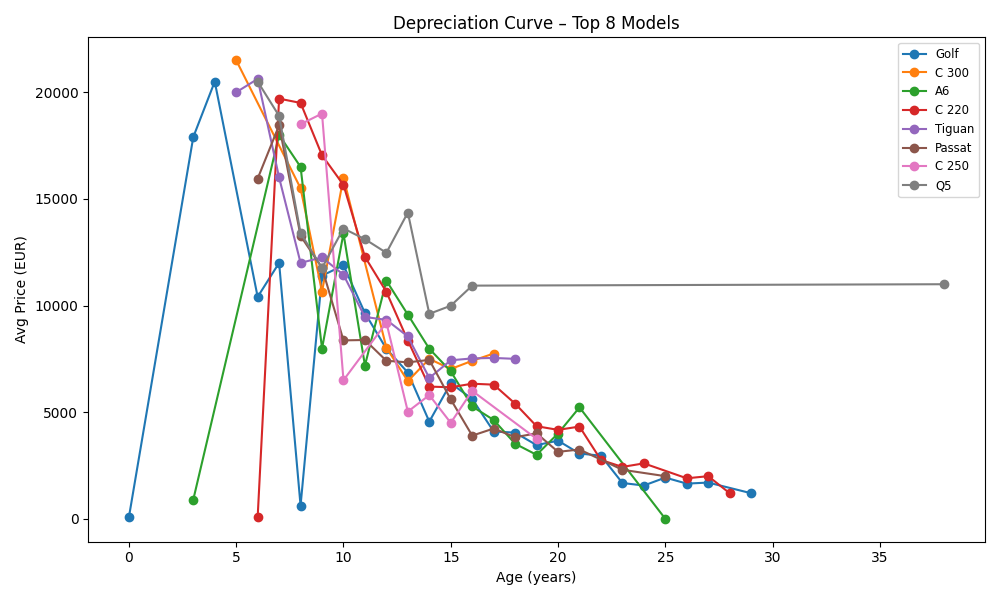 Depreciation Curve – Top 8 Models
Avg Price (EUR)
20000
15000
10000
5000
0
0 5 10 15 20 25 30 35
Age (years)
Golf
C 300
A6
C 220
Tiguan
Passat
C 250
Q5